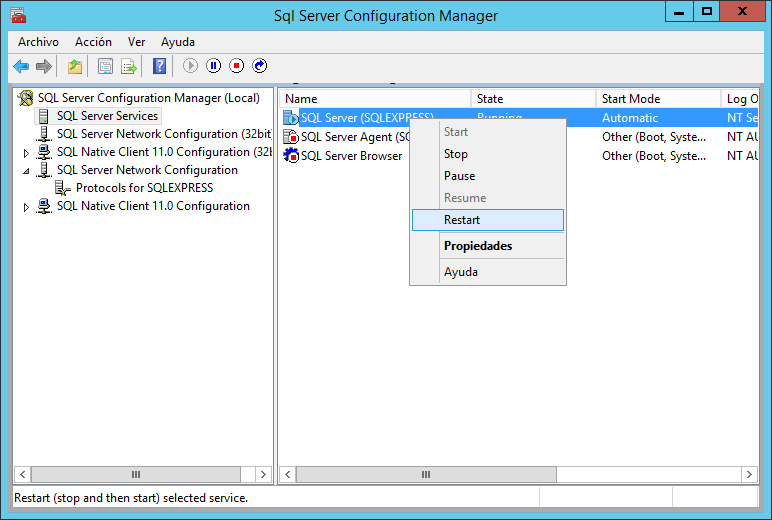 Sql Server Configuration Manager
Archivo Acción Ver Ayuda
SQL Server Configuration Manager (Local)
SQL Server Services
SQL Server Network Configuration (32bit
SQL Native Client 11.0 Configuration (32
SQL Server Network Configuration
Protocols for SQLEXPRESS
SQL Native Client 11.0 Configuration
Name State Start Mode Log O
SQL Server (SQLEXPRESS) Running Automatic NT Se
SQL Server Agent (SQ Other (Boot, Syste... NT AU
SQL Server Browser Other (Boot, Syste... NT AU
Start
Stop
Pause
Resume
Restart
Propiedades
Ayuda
Restart (stop and then start) selected service.